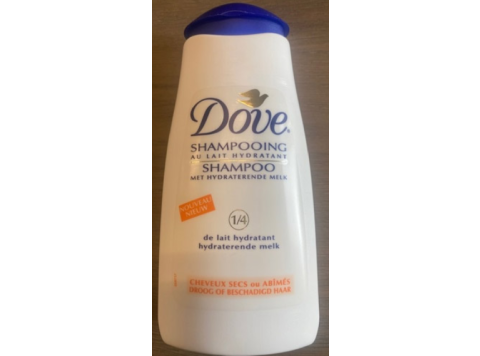 Dove
SHAMPOOING
AU LAIT HYDRATANT
SHAMPOO
MET HYDRATERENDE MELK
NOUVEAU
NIEUW
1/4
de lait hydratant
hydraterende melk
CHEVEUX SECS ou ABÎMÉS
DROOG OF BESCHADIGD HAAR